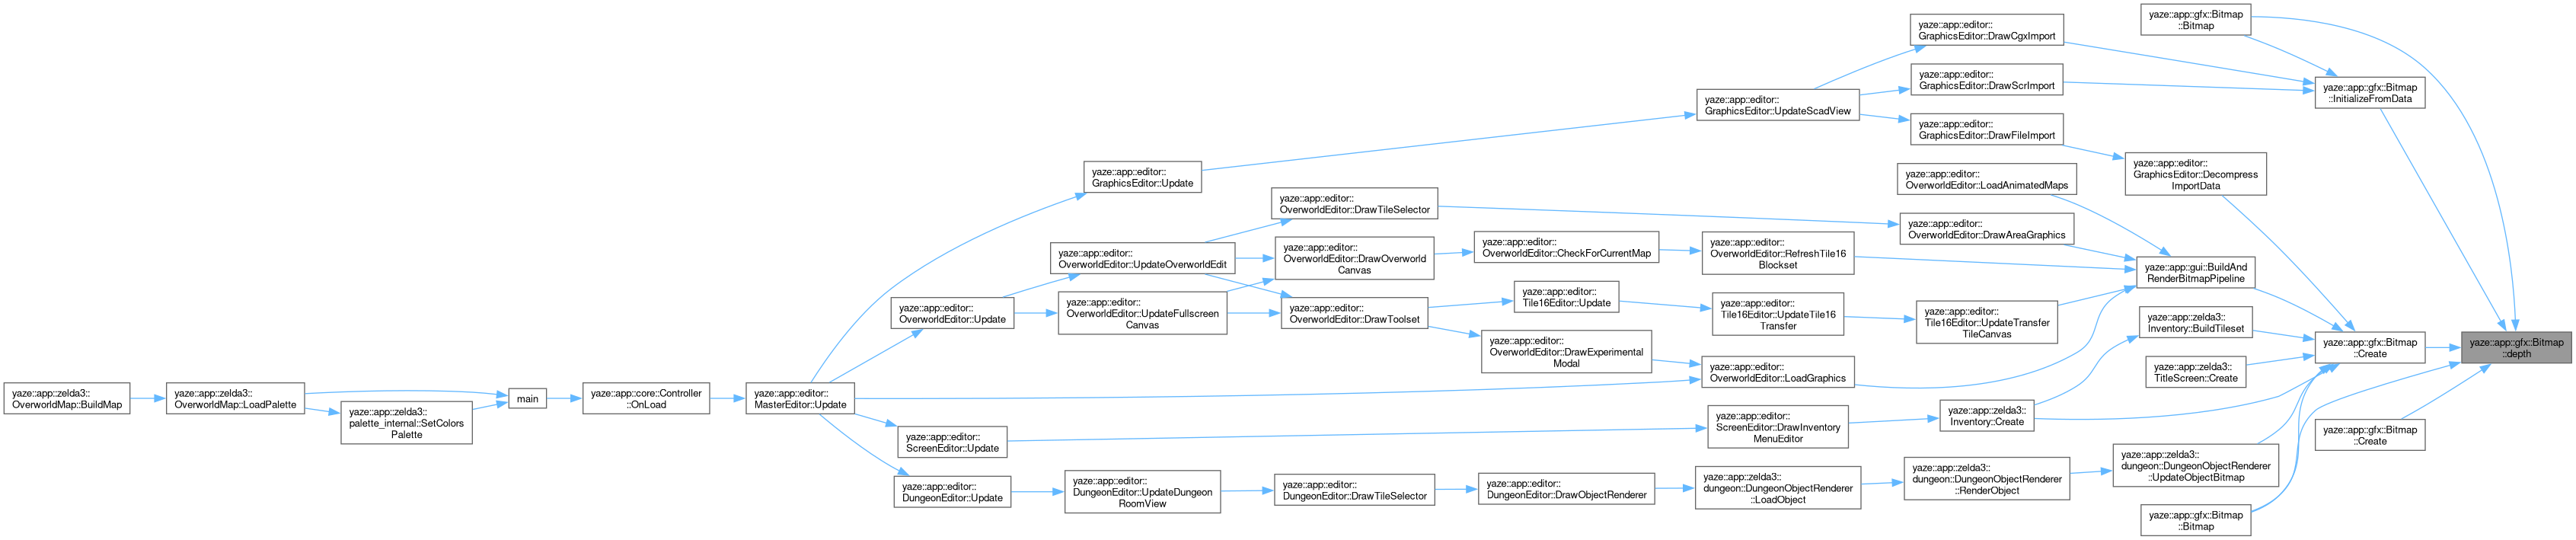 yaze::app::zelda3::
OverworldMap::BuildMap
yaze::app::zelda3::
OverworldMap::LoadPalette
yaze::app::zelda3::
palette_internal::SetColors
Palette
main
yaze::app::core::Controller
::OnLoad
yaze::app::editor::
MasterEditor::Update
yaze::app::editor::
GraphicsEditor::Update
yaze::app::editor::
OverworldEditor::Update
yaze::app::editor::
ScreenEditor::Update
yaze::app::editor::
DungeonEditor::Update
yaze::app::editor::
OverworldEditor::UpdateOverworldEdit
yaze::app::editor::
OverworldEditor::UpdateFullscreen
Canvas
yaze::app::editor::
DungeonEditor::UpdateDungeon
RoomView
yaze::app::editor::
OverworldEditor::DrawTileSelector
yaze::app::editor::
OverworldEditor::DrawOverworld
Canvas
yaze::app::editor::
OverworldEditor::DrawToolset
yaze::app::editor::
DungeonEditor::DrawTileSelector
yaze::app::editor::
OverworldEditor::CheckForCurrentMap
yaze::app::editor::
Tile16Editor::Update
yaze::app::editor::
OverworldEditor::DrawExperimental
Modal
yaze::app::editor::
DungeonEditor::DrawObjectRenderer
yaze::app::editor::
GraphicsEditor::UpdateScadView
yaze::app::editor::
OverworldEditor::RefreshTile16
Blockset
yaze::app::editor::
Tile16Editor::UpdateTile16
Transfer
yaze::app::editor::
OverworldEditor::LoadGraphics
yaze::app::editor::
ScreenEditor::DrawInventory
MenuEditor
yaze::app::zelda3::
dungeon::DungeonObjectRenderer
::LoadObject
yaze::app::editor::
GraphicsEditor::DrawCgxImport
yaze::app::editor::
GraphicsEditor::DrawScrImport
yaze::app::editor::
GraphicsEditor::DrawFileImport
yaze::app::editor::
OverworldEditor::LoadAnimatedMaps
yaze::app::editor::
OverworldEditor::DrawAreaGraphics
yaze::app::editor::
Tile16Editor::UpdateTransfer
TileCanvas
yaze::app::zelda3::
Inventory::Create
yaze::app::zelda3::
dungeon::DungeonObjectRenderer
::RenderObject
yaze::app::gfx::Bitmap
::Bitmap
yaze::app::editor::
GraphicsEditor::Decompress
ImportData
yaze::app::gui::BuildAnd
RenderBitmapPipeline
yaze::app::zelda3::
Inventory::BuildTileset
yaze::app::zelda3::
TitleScreen::Create
yaze::app::zelda3::
dungeon::DungeonObjectRenderer
::UpdateObjectBitmap
yaze::app::gfx::Bitmap
::Bitmap
yaze::app::gfx::Bitmap
::InitializeFromData
yaze::app::gfx::Bitmap
::Create
yaze::app::gfx::Bitmap
::Create
yaze::app::gfx::Bitmap
::depth